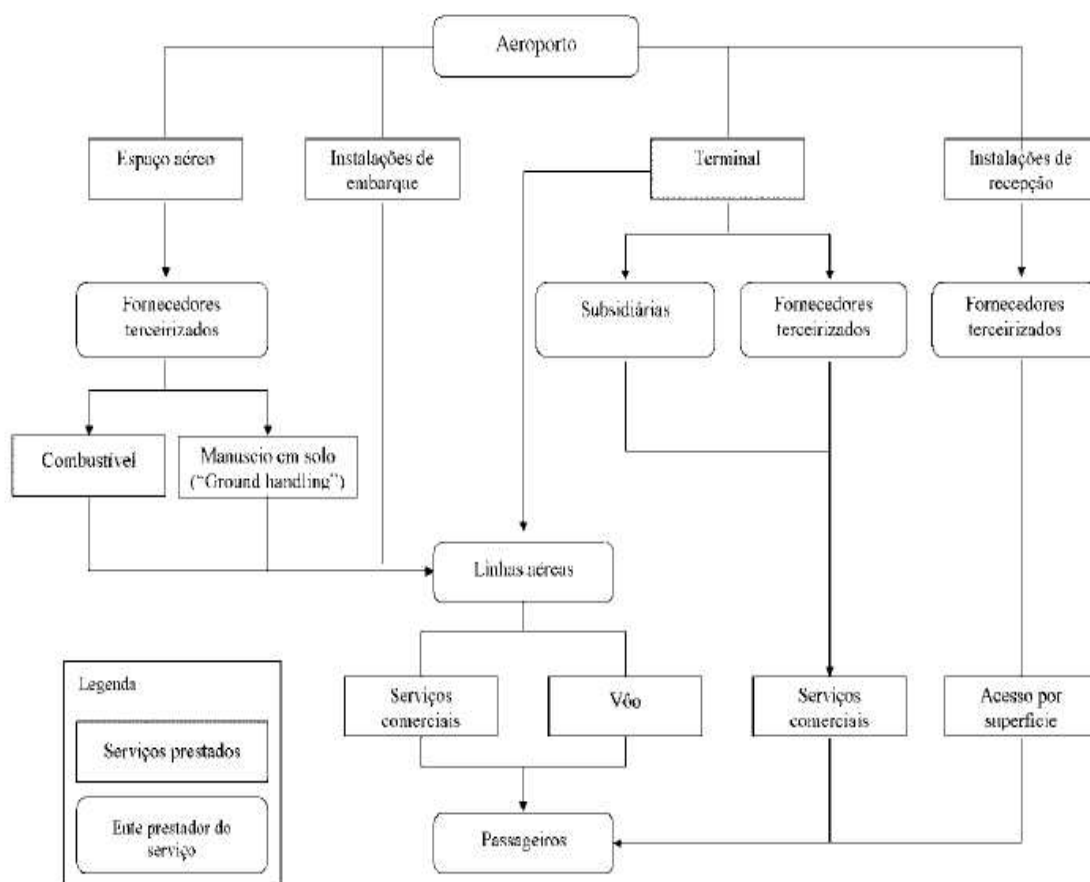 Aeroporto
Espaço aéreo
Instalações de
embarque
Terminal
Instalações de
recepção
Fornecedores
terceirizados
Subsidiárias
Fornecedores
terceirizados
Fornecedores
terceirizados
Combustível
Manuscio em solo
("Ground handling")
Linhas aéreas
Legenda
Serviços prestados
Ente prestador do
serviço
Serviços
comerciais
Vôo
Serviços
comerciais
Acesso por
superfície
Passageiros